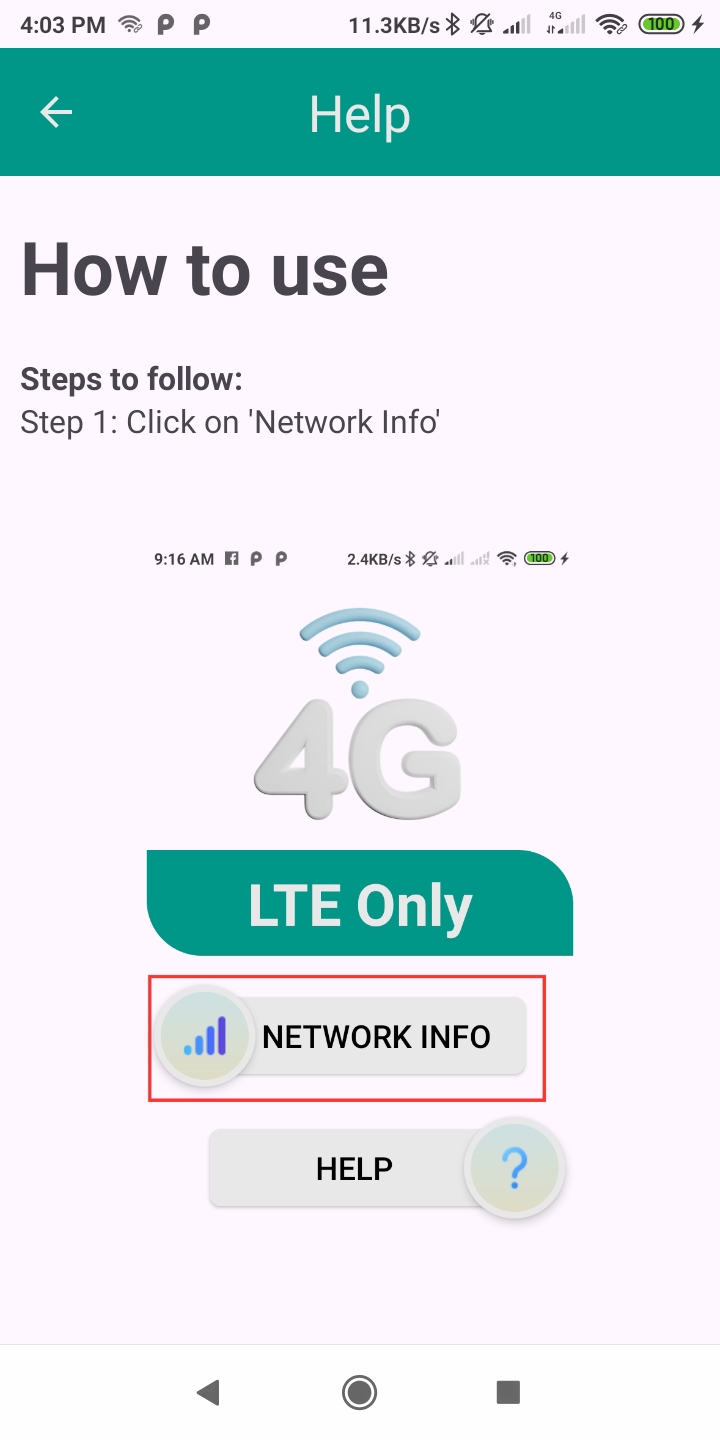 4:03 PM 11.3KB/s 4G 100
Help
How to use
Steps to follow:
Step 1: Click on 'Network Info'
9:16 AM 2.4KB/s 100
4G
LTE Only
NETWORK INFO
HELP ?